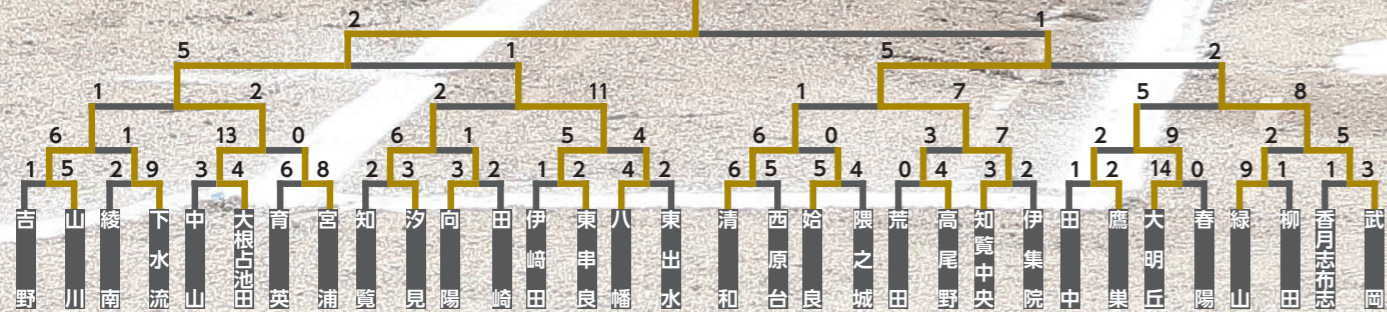 2 1
5 1 5 2
1 2 2 11 1 7 5 8
6 1 13 0 6 1 5 4 6 0 3 7 2 9 2 5
1 5 2 9 3 4 6 8 2 3 3 2 1 2 4 2 6 5 5 4 0 4 3 2 1 2 14 0 9 1 1 3
吉野
山川
綾南
下水流
中山
大根占池田
育英
宮浦
知覧
汐見
向陽
田崎
伊﨑田
東串良
八幡
東出水
清和
西原台
姶良
隈之城
荒田
高尾野
知覧中央
伊集院
田中
鷹巣
大明丘
春陽
緑山
柳田
香月志布志
武岡